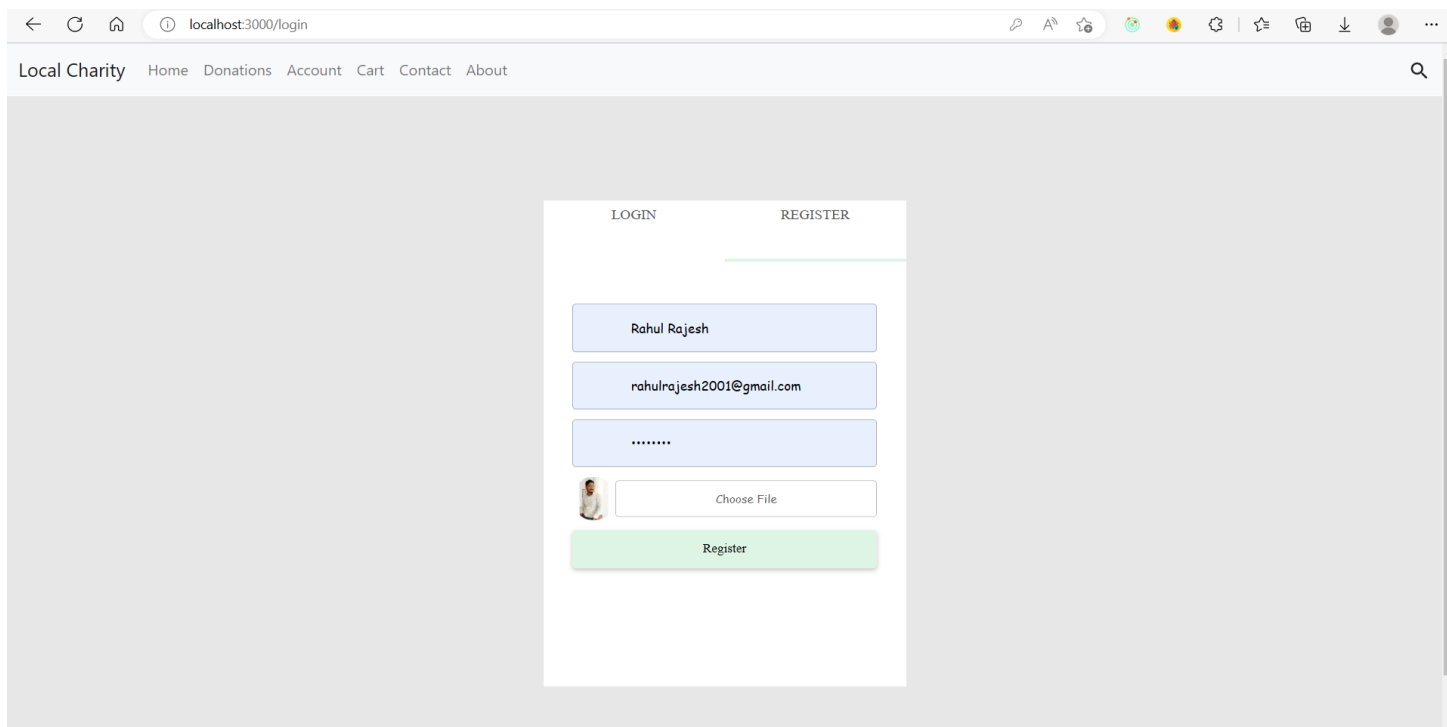 localhost:3000/login
Local Charity Home Donations Account Cart Contact About
LOGIN REGISTER
Rahul Rajesh
rahulrajesh2001@gmail.com
••••••••
Choose File
Register